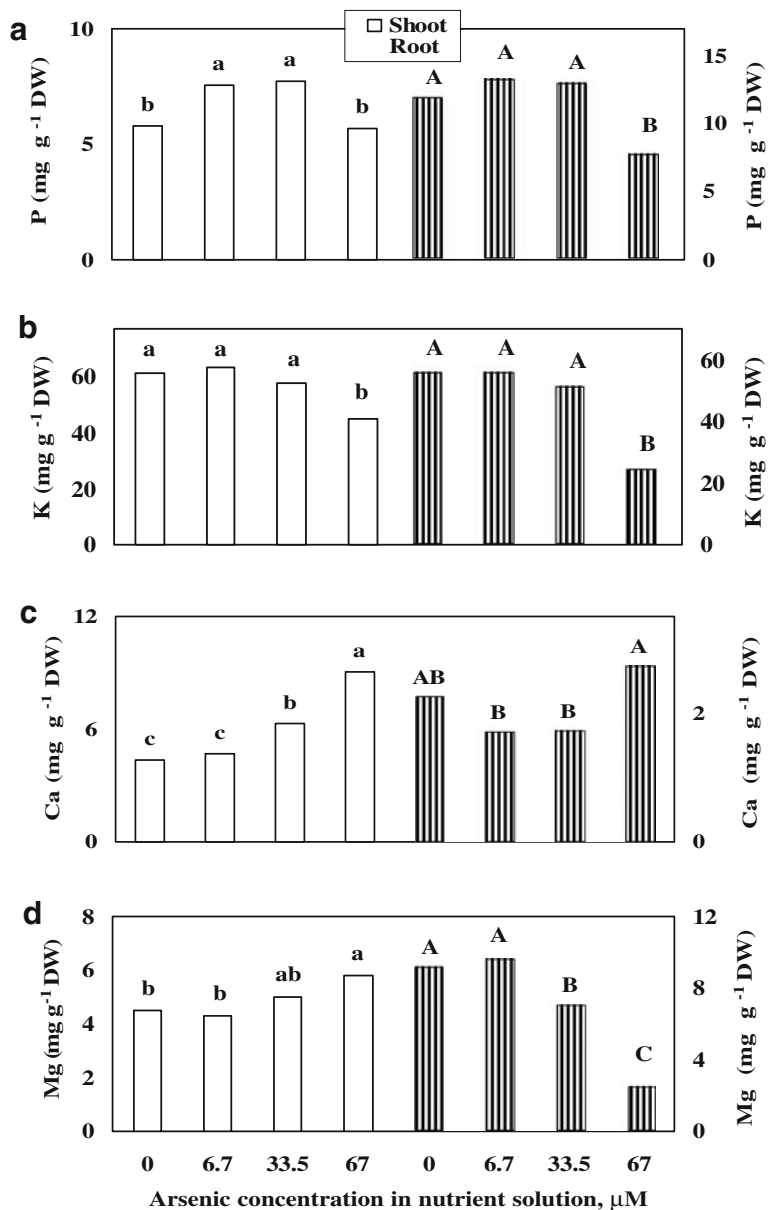 a
Shoot
Root
10
5
0
P (mg g-1 DW)
b a a b A A A B
15
10
5
0
P (mg g-1 DW)
b
60
40
20
0
K (mg g-1 DW)
a a a b A A A B
60
40
20
0
K (mg g-1 DW)
c
12
6
0
Ca (mg g-1 DW)
c c b a AB B B A
2
0
Ca (mg g-1 DW)
d
8
6
4
2
0
Mg (mg g-1 DW)
b b ab a A A B C
12
8
4
0
Mg (mg g-1 DW)
0 6.7 33.5 67 0 6.7 33.5 67
Arsenic concentration in nutrient solution, μM